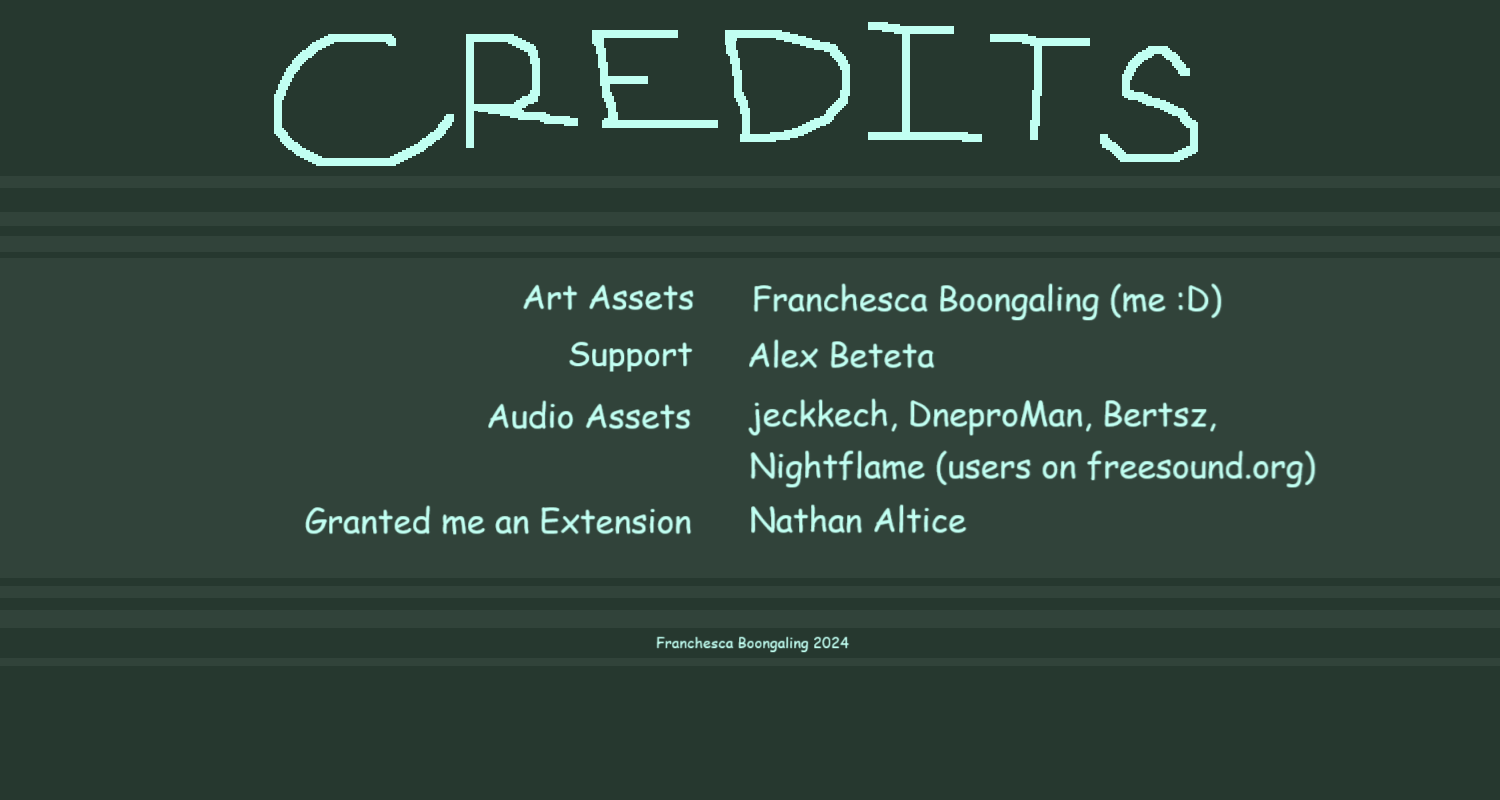 CREDITS
Art Assets Franchesca Boongaling (me :D)
Support Alex Beteta
Audio Assets jeckkech, DneproMan, Bertsz,
Nightflame (users on freesound.org)
Granted me an Extension Nathan Altice
Franchesca Boongaling 2024